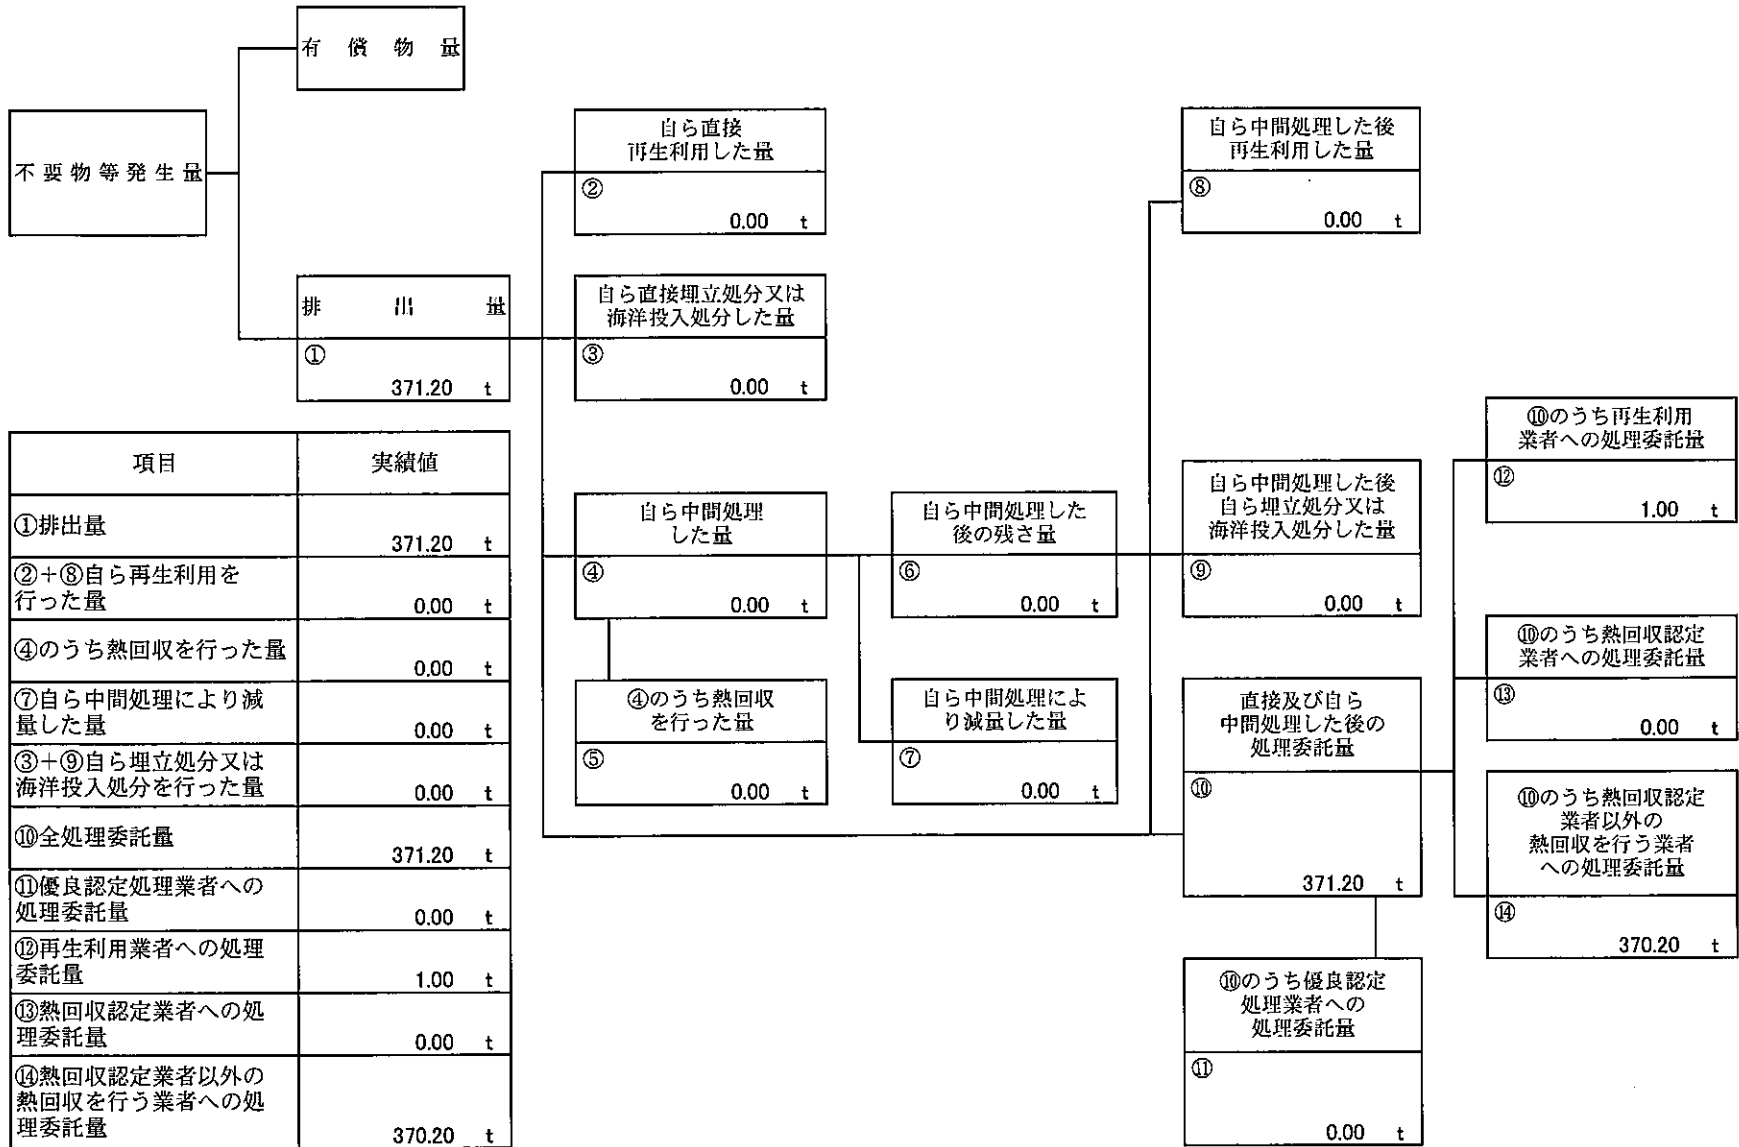 有償物量
不要物等発生量
自ら直接
再生利用した量
②
0.00 t
自ら中間処理した後
再生利用した量
⑧
0.00 t
排出量
①
371.20 t
自ら直接埋立処分又は
海洋投入処分した量
③
0.00 t
項目 実績値
①排出量
371.20 t
②+⑧自ら再生利用を
行った量
0.00 t
④のうち熱回収を行った量
0.00 t
⑦自ら中間処理により減
量した量
0.00 t
③+⑨自ら埋立処分又は
海洋投入処分を行った量
0.00 t
⑩全処理委託量
371.20 t
⑪優良認定処理業者への
処理委託量
0.00 t
⑫再生利用業者への処理
委託量
1.00 t
⑬熱回収認定業者への処
理委託量
0.00 t
⑭熱回収認定業者以外の
熱回収を行う業者への処
理委託量
370.20 t
自ら中間処理
した量
④
0.00 t
④のうち熱回収
を行った量
⑤
0.00 t
自ら中間処理した
後の残さ量
⑥
0.00 t
自ら中間処理によ
り減量した量
⑦
0.00 t
自ら中間処理した後
自ら埋立処分又は
海洋投入処分した量
⑨
0.00 t
直接及び自ら
中間処理した後の
処理委託量
⑩
371.20 t
⑩のうち優良認定
処理業者への
処理委託量
⑪
0.00 t
⑩のうち再生利用
業者への処理委託量
⑫
1.00 t
⑩のうち熱回収認定
業者への処理委託量
⑬
0.00 t
⑩のうち熱回収認定
業者以外の
熱回収を行う業者
への処理委託量
⑭
370.20 t